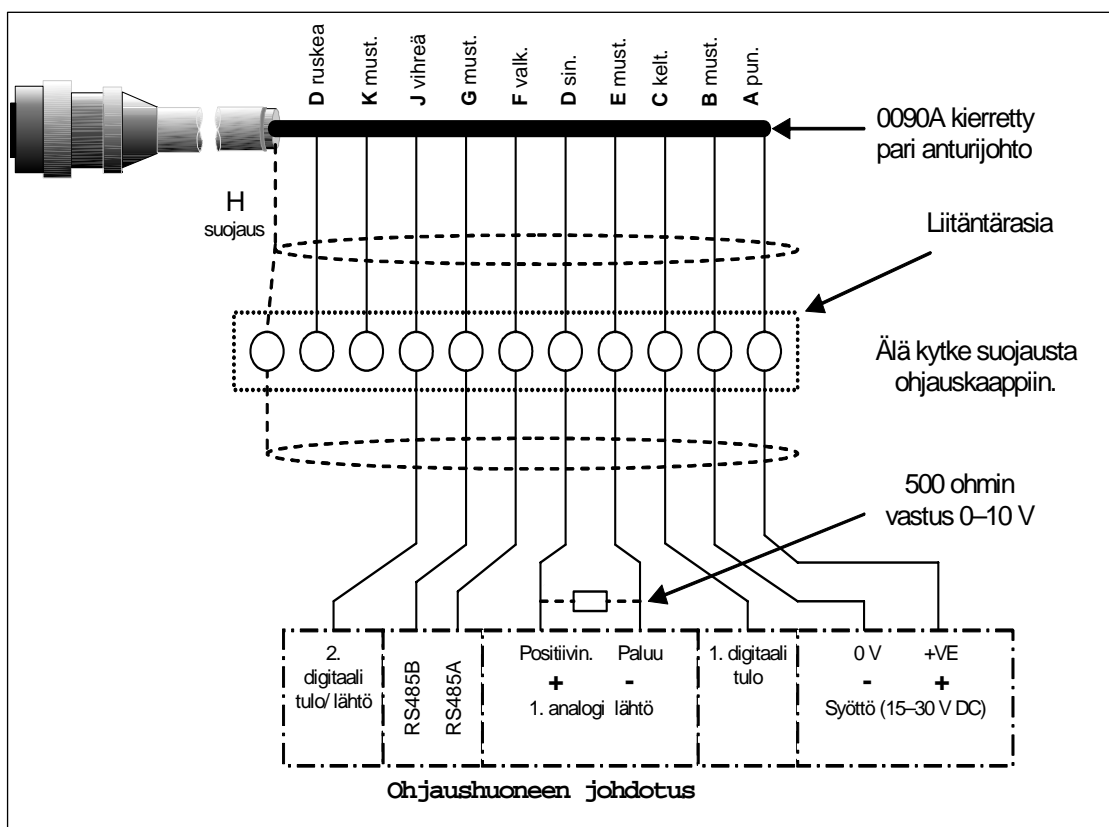 D ruskea
K must.
J vihreä
G must.
F valk.
D sin.
E must.
C kelt.
B must.
A pun.
0090A kierretty
pari anturijohto
H
suojaus
Liitäntärasia
Älä kytke suojausta
ohjauskaappiin.
500 ohmin
vastus 0–10 V
2.
digitaali
tulo/ lähtö
RS485B
RS485A
Positiivin. Paluu
+ -
1. analogi lähtö
1. digitaali
tulo
0 V +VE
- +
Syöttö (15–30 V DC)
Ohjaushuoneen johdotus